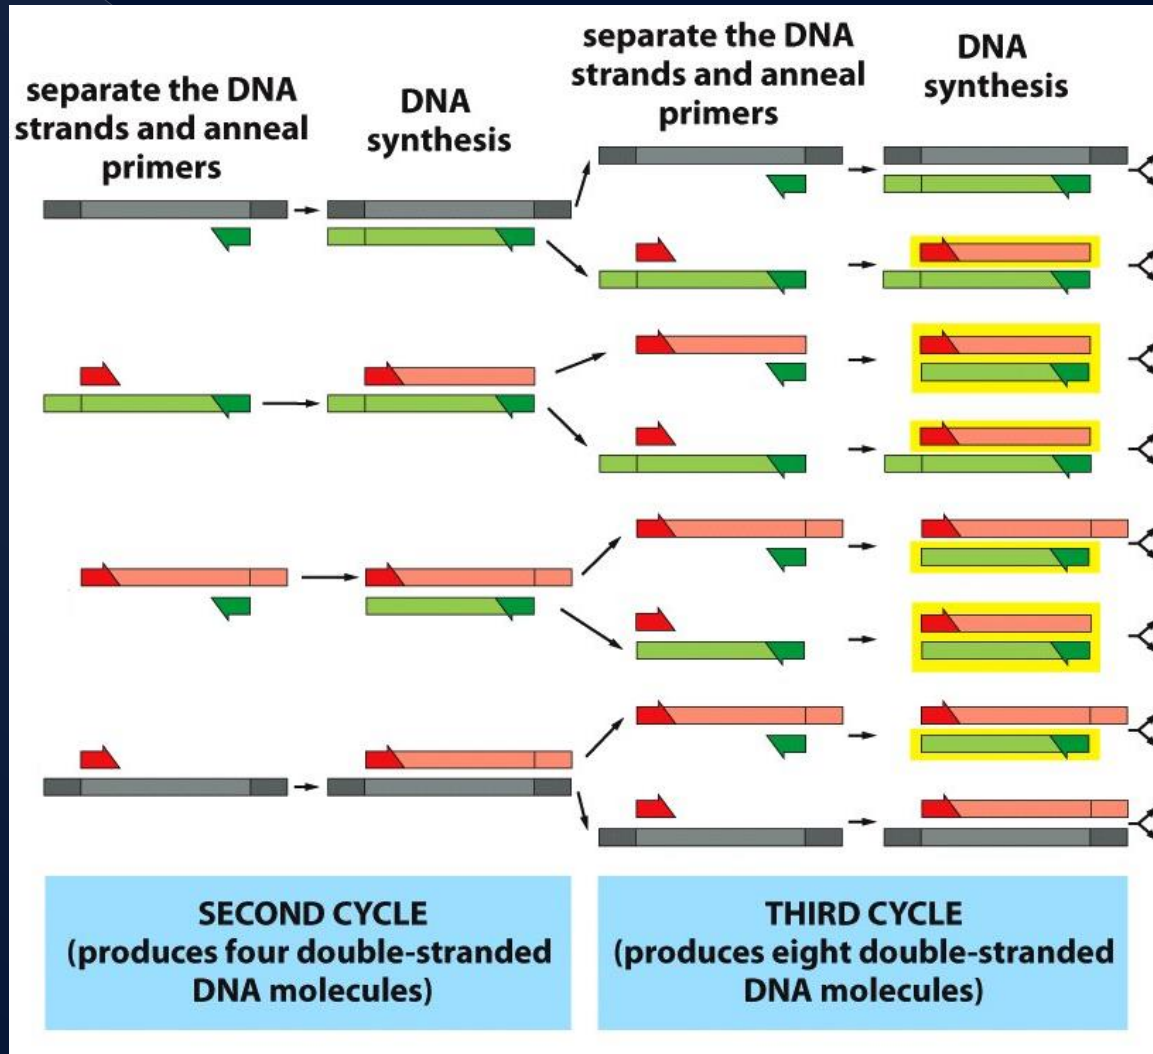 separate the DNA
strands and anneal
primers
DNA
synthesis
separate the DNA
strands and anneal
primers
DNA
synthesis
SECOND CYCLE
(produces four double-stranded
DNA molecules)
THIRD CYCLE
(produces eight double-stranded
DNA molecules)